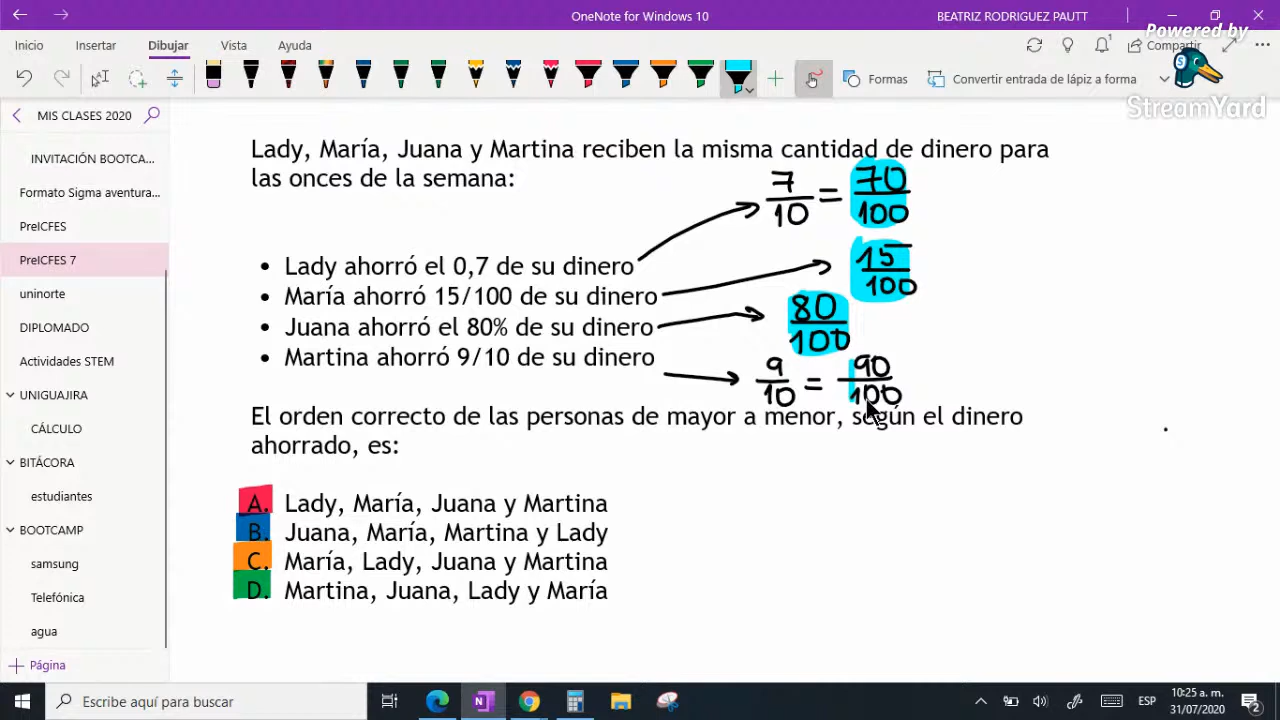 OneNote for Windows 10
BEATRIZ RODRIGUEZ PAUTT
Powered by
Inicio Insertar Dibujar Vista Ayuda
Compartir
Formas
Convertir entrada de lápiz a forma
StreamYard
MIS CLASES 2020
INVITACIÓN BOOTCA...
Formato Sigma aventura...
PreICFES
PreICFES 7
uninorte
DIPLOMADO
Actividades STEM
UNIGUAJIRA
CÁLCULO
BITÁCORA
estudiantes
BOOTCAMP
samsung
Telefónica
agua
Página
Lady, María, Juana y Martina reciben la misma cantidad de dinero para
las onces de la semana:
7/10 = 70/100
• Lady ahorró el 0,7 de su dinero
15/100
• María ahorró 15/100 de su dinero
• Juana ahorró el 80% de su dinero
80/100
• Martina ahorró 9/10 de su dinero
9/10 = 90/100
El orden correcto de las personas de mayor a menor, según el dinero
ahorrado, es:
A. Lady, María, Juana y Martina
B. Juana, María, Martina y Lady
C. María, Lady, Juana y Martina
D. Martina, Juana, Lady y María
Escribe aquí para buscar
ESP
10:25 a. m.
31/07/2020
2